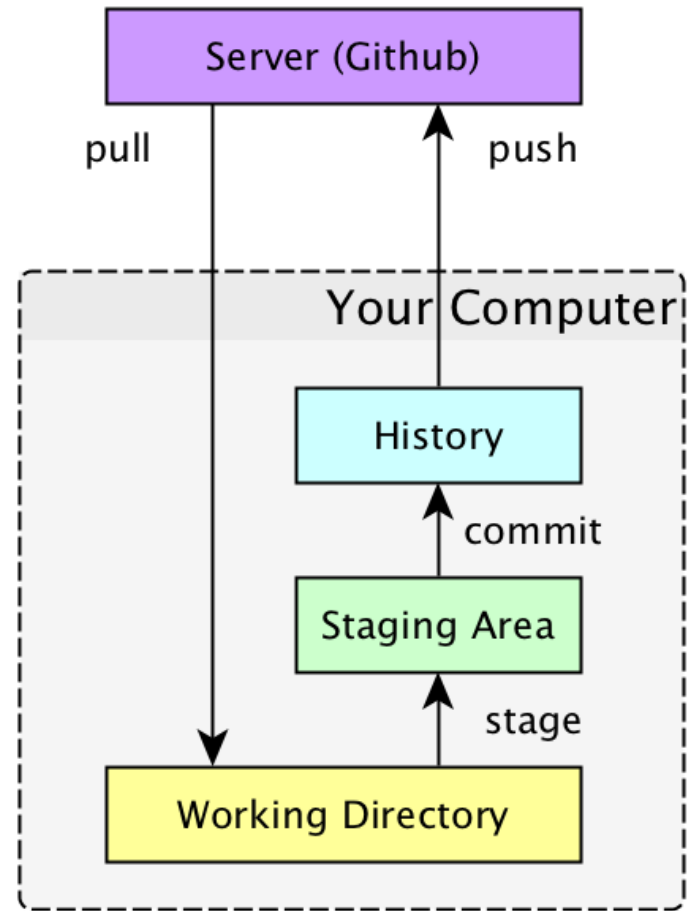 Server (Github)
pull
push
Your Computer
History
commit
Staging Area
stage
Working Directory